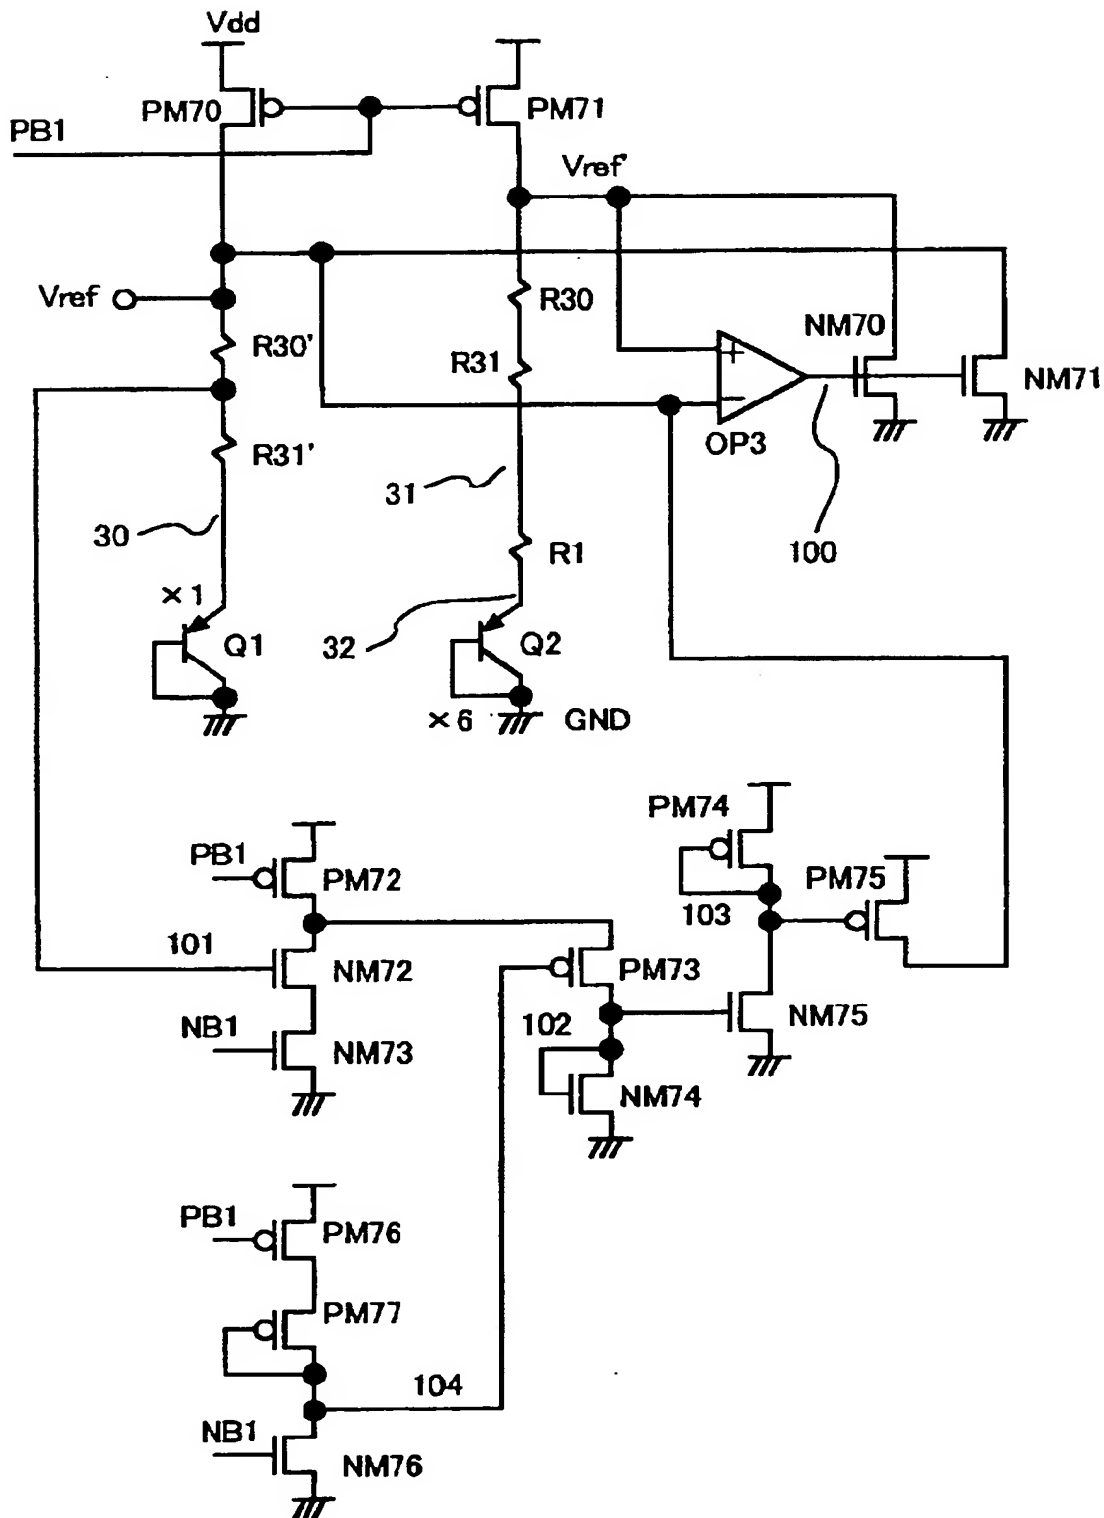 Vdd
PM70
PM71
PB1
Vref'
Vref
R30'
R30
NM70
R31
NM71
+
−
R31'
OP3
31
30
100
R1
×1
Q1
32
Q2
×6
GND
PM74
PB1
PM72
PM75
103
101
NM72
PM73
NB1
NM73
102
NM75
NM74
PB1
PM76
PM77
104
NB1
NM76